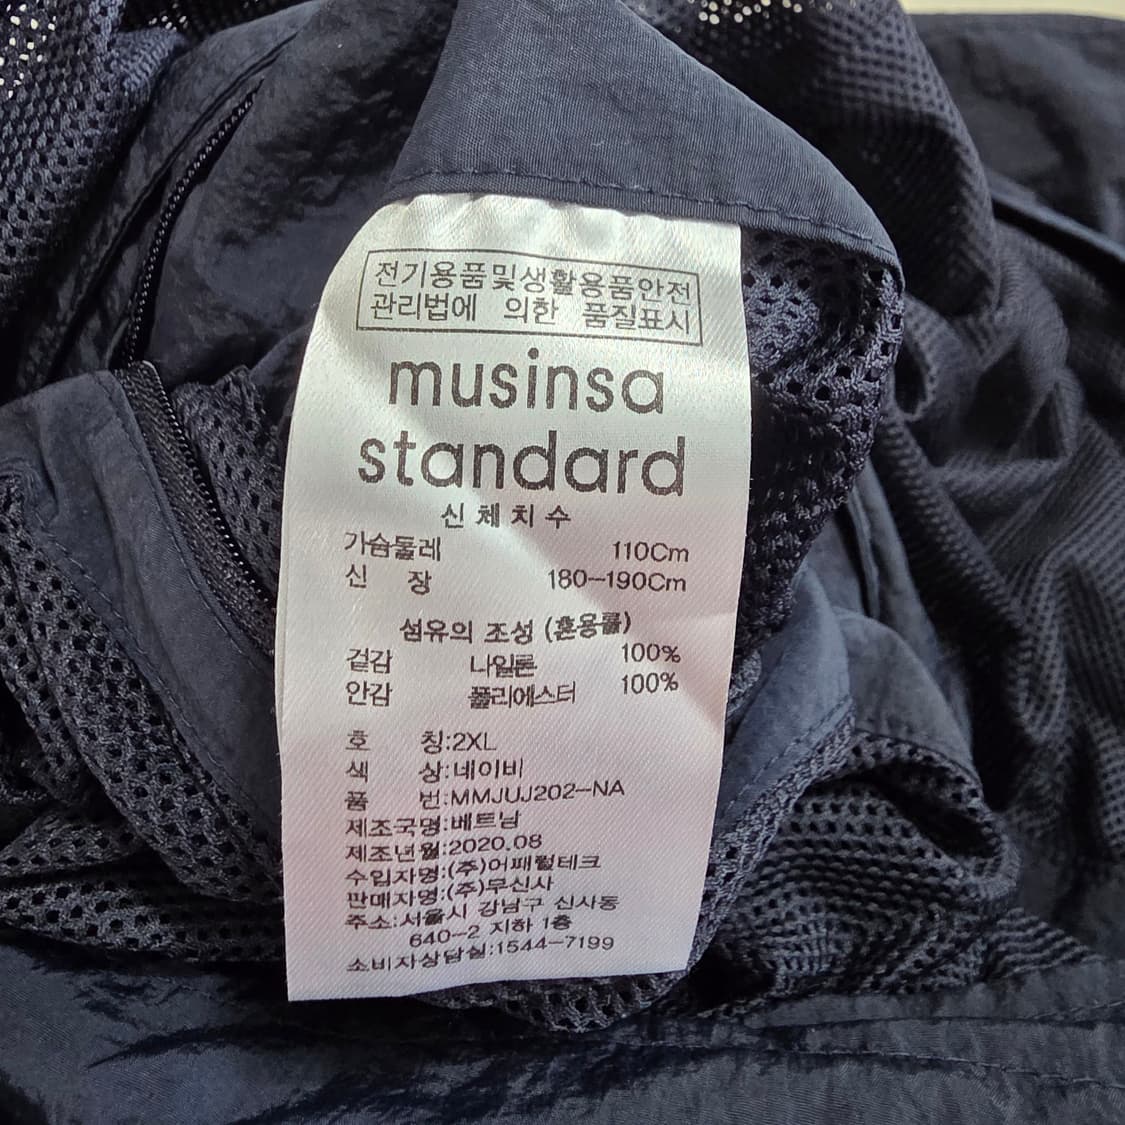 전기용품및생활용품안전
관리법에 의한 품질표시
musinsa
standard
신체치수
가슴둘레 110Cm
신 장 180-190Cm
섬유의 조성 (혼용률)
겉감 나일론 100%
안감 폴리에스터 100%
호 칭:2XL
색 상:네이비
품 번:MMJUJ202-NA
제조국명:베트남
제조년월:2020.08
수입자명:(주)어패럴테크
판매자명:(주)무신사
주소:서울시 강남구 신사동
640-2 지하 1층
소비자상담실:1544-7199